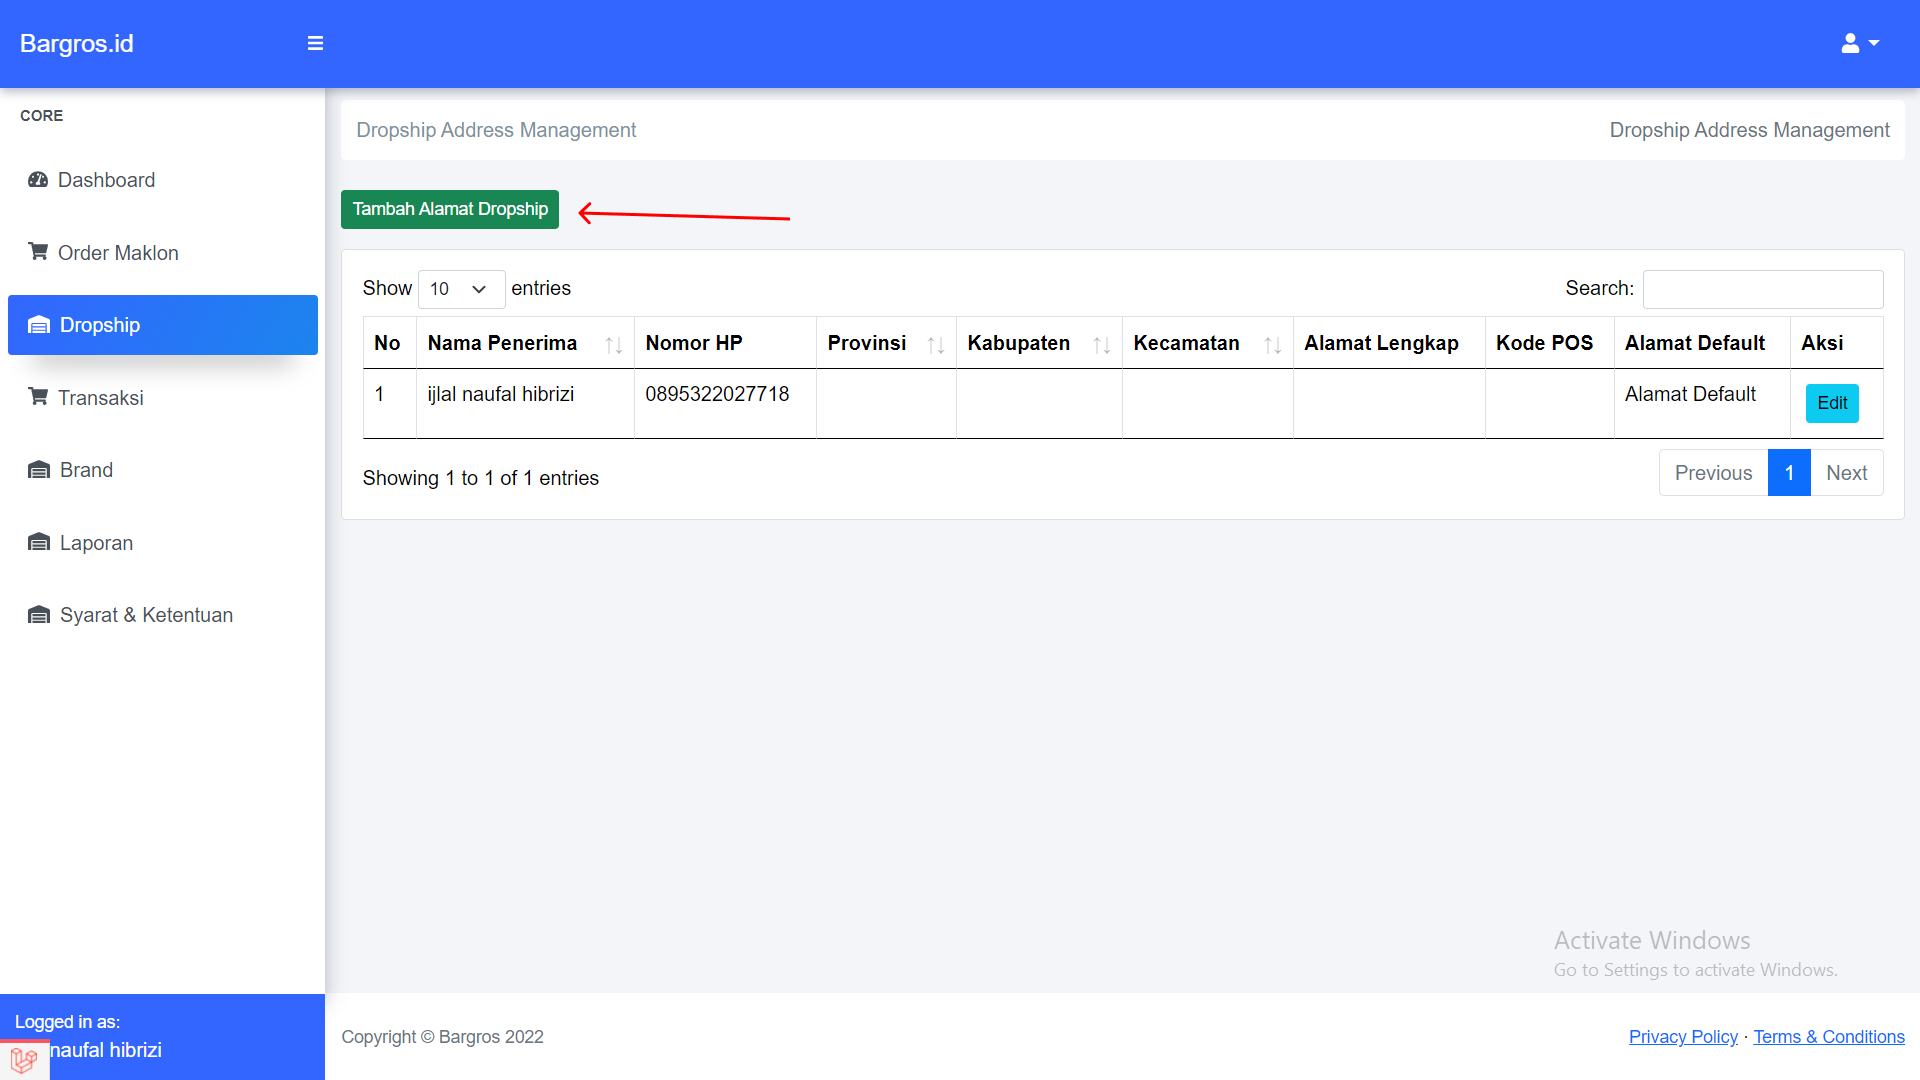 Bargros.id
CORE
Dashboard
Order Maklon
Dropship
Transaksi
Brand
Laporan
Syarat & Ketentuan
Logged in as:
naufal hibrizi
Dropship Address Management
Dropship Address Management
Tambah Alamat Dropship
Show 10 entries
Search:
No Nama Penerima Nomor HP Provinsi Kabupaten Kecamatan Alamat Lengkap Kode POS Alamat Default Aksi
1 ijlal naufal hibrizi 0895322027718 Alamat Default Edit
Showing 1 to 1 of 1 entries
Previous 1 Next
Activate Windows
Go to Settings to activate Windows.
Copyright © Bargros 2022
Privacy Policy · Terms & Conditions